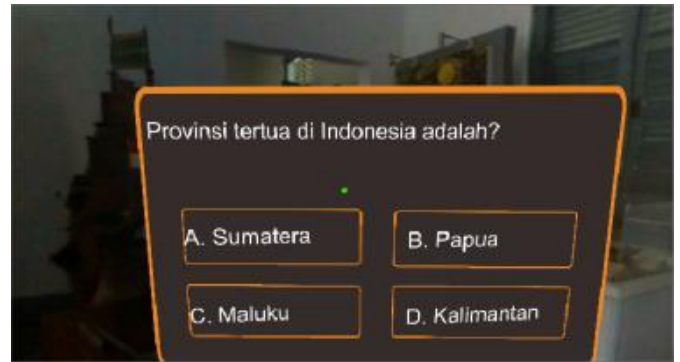 Provinsi tertua di Indonesia adalah?
A. Sumatera
B. Papua
C. Maluku
D. Kalimantan